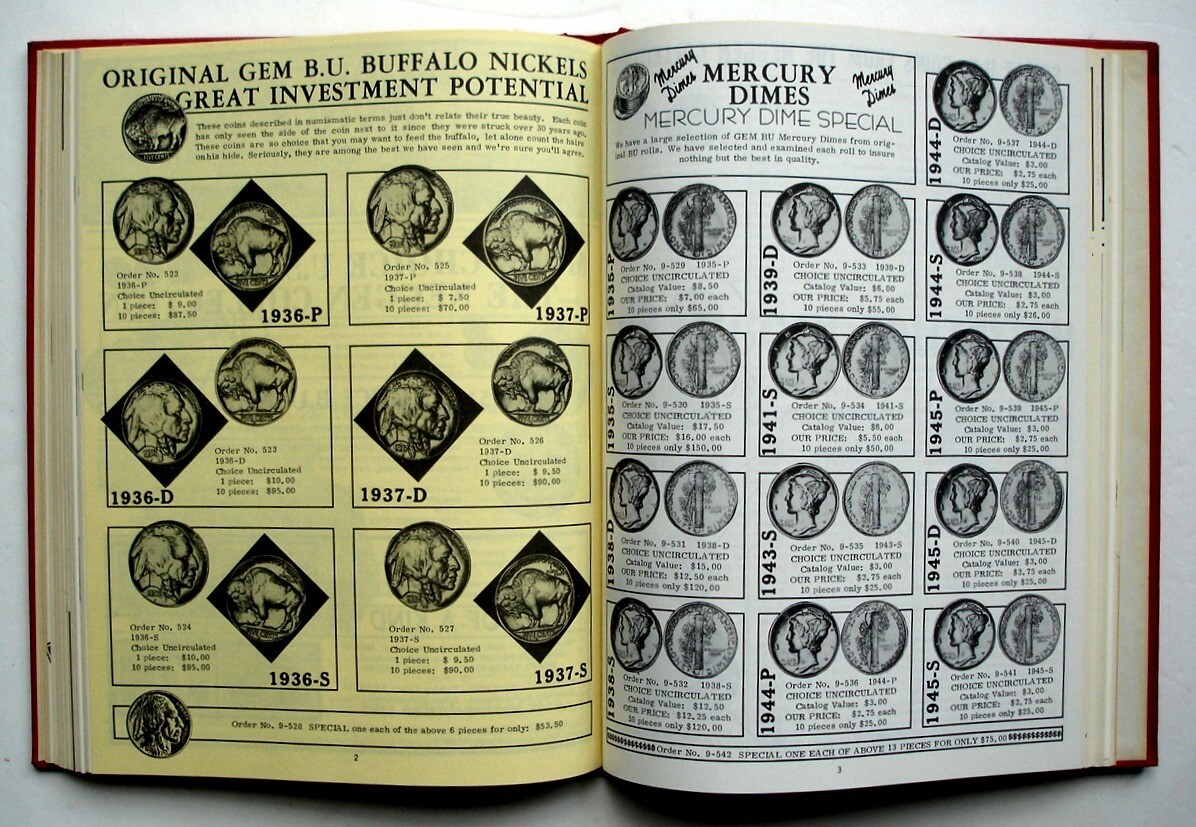 ORIGINAL GEM B.U. BUFFALO NICKELS
GREAT INVESTMENT POTENTIAL
These coins described in numismatic terms just don't relate their true beauty. Each coin
has only seen the side of the coin next to it since they were struck over 30 years ago.
These coins are so choice that you may want to feed the buffalo, let alone count the hairs
on his hide. Seriously, they are among the best we have seen and we're sure you'll agree.
FIVE CENTS
Order No. 522
1936-P
Choice Uncirculated
1 piece: $ 9.00
10 pieces: $87.50
1936-P
Order No. 525
1937-P
Choice Uncirculated
1 piece: $ 7.50
10 pieces: $70.00
1937-P
Order No. 523
1936-D
Choice Uncirculated
1 piece: $10.00
10 pieces: $95.00
1936-D
Order No. 526
1937-D
Choice Uncirculated
1 piece: $ 9.50
10 pieces: $90.00
1937-D
Order No. 524
1936-S
Choice Uncirculated
1 piece: $10.00
10 pieces: $95.00
1936-S
Order No. 527
1937-S
Choice Uncirculated
1 piece: $ 9.50
10 pieces: $90.00
1937-S
Order No. 9-528 SPECIAL one each of the above 6 pieces for only: $53.50
2
Mercury
Dimes
MERCURY
DIMES
Mercury
Dimes
MERCURY DIME SPECIAL
We have a large selection of GEM BU Mercury Dimes from orig-
inal BU rolls. We have selected and examined each roll to insure
nothing but the best in quality.
1944-D
Order No. 9-537 1944-D
CHOICE UNCIRCULATED
Catalog Value: $3.00
OUR PRICE: $2.75 each
10 pieces only $25.00
1935-P
Order No. 9-529 1935-P
CHOICE UNCIRCULATED
Catalog Value: $8.50
OUR PRICE: $7.00 each
10 pieces only $65.00
1939-D
Order No. 9-533 1939-D
CHOICE UNCIRCULATED
Catalog Value: $6.00
OUR PRICE: $5.75 each
10 pieces only $55.00
1944-S
Order No. 9-538 1944-S
CHOICE UNCIRCULATED
Catalog Value: $3.00
OUR PRICE: $2.75 each
10 pieces only $26.00
1935-S
Order No. 9-530 1935-S
CHOICE UNCIRCULATED
Catalog Value: $17.50
OUR PRICE: $16.00 each
10 pieces only $150.00
1941-S
Order No. 9-534 1941-S
CHOICE UNCIRCULATED
Catalog Value: $6.00
OUR PRICE: $5.50 each
10 pieces only $50.00
1945-P
Order No. 9-539 1945-P
CHOICE UNCIRCULATED
Catalog Value: $3.00
OUR PRICE: $2.75 each
10 pieces only $25.00
1938-D
Order No. 9-531 1938-D
CHOICE UNCIRCULATED
Catalog Value: $15.00
OUR PRICE: $12.50 each
10 pieces only $120.00
1943-S
Order No. 9-535 1943-S
CHOICE UNCIRCULATED
Catalog Value: $3.00
OUR PRICE: $2.75 each
10 pieces only $25.00
1945-D
Order No. 9-540 1945-D
CHOICE UNCIRCULATED
Catalog Value: $3.00
OUR PRICE: $2.75 each
10 pieces only $25.00
1938-S
Order No. 9-532 1938-S
CHOICE UNCIRCULATED
Catalog Value: $12.50
OUR PRICE: $12.25 each
10 pieces only $120.00
1944-P
Order No. 9-536 1944-P
CHOICE UNCIRCULATED
Catalog Value: $3.00
OUR PRICE: $2.75 each
10 pieces only $25.00
1945-S
Order No. 9-541 1945-S
CHOICE UNCIRCULATED
Catalog Value: $3.00
OUR PRICE: $2.75 each
10 pieces only $25.00
Order No. 9-542 SPECIAL ONE EACH OF ABOVE 13 PIECES FOR ONLY $75.00
3